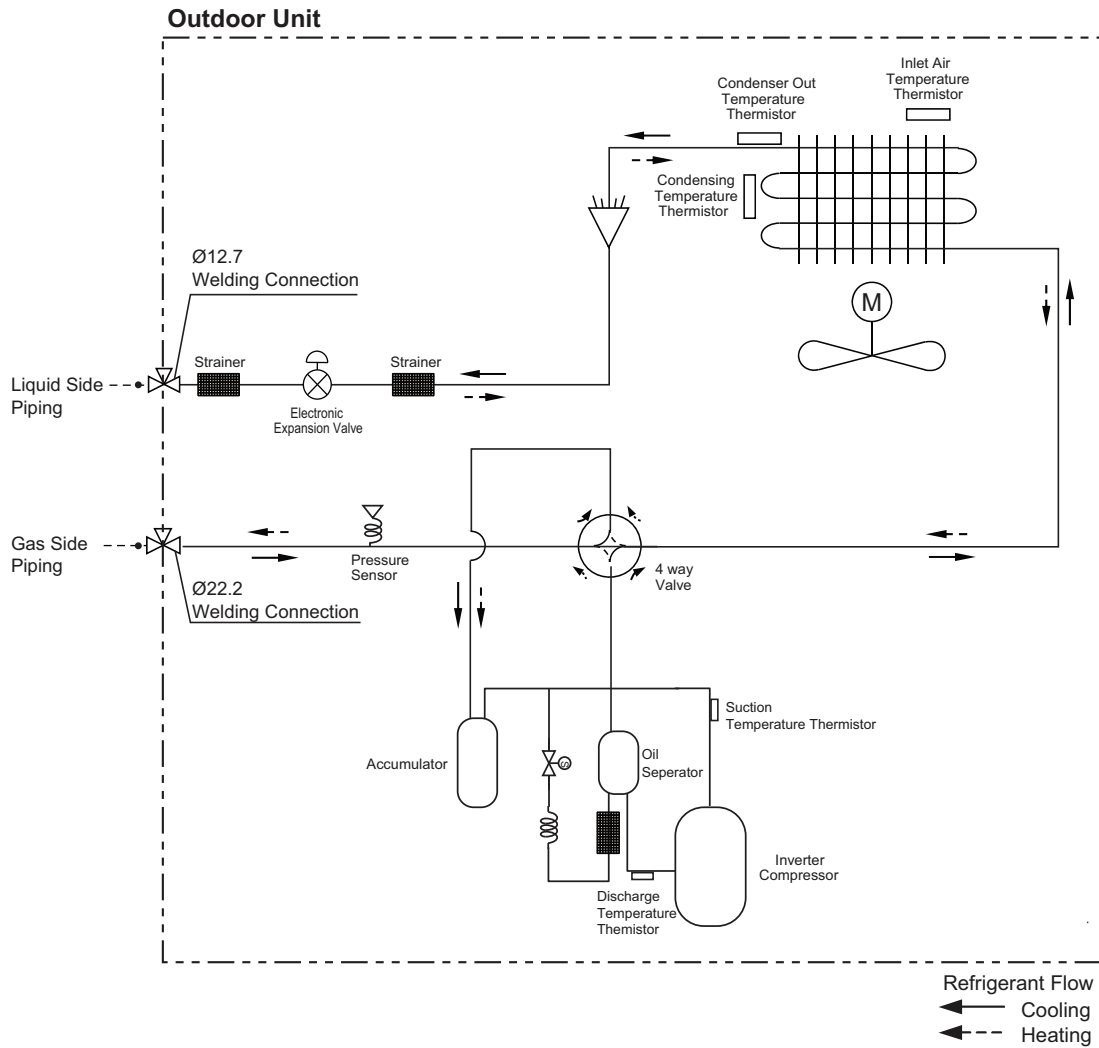 Outdoor Unit
Inlet Air
Temperature
Thermistor
Condenser Out
Temperature
Thermistor
Condensing
Temperature
Thermistor
Ø12.7
Welding Connection
M
Strainer
Strainer
Liquid Side
Piping
Electronic
Expansion Valve
Gas Side
Piping
Pressure
Sensor
4 way
Valve
Ø22.2
Welding Connection
Suction
Temperature Thermistor
Accumulator
S
Oil
Seperator
Inverter
Compressor
Discharge
Temperature
Themistor
Refrigerant Flow
Cooling
Heating